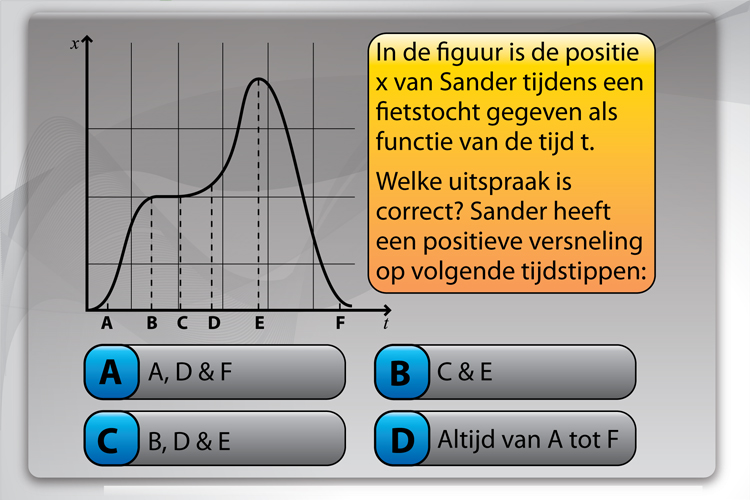 x
In de figuur is de positie
x van Sander tijdens een
fietstocht gegeven als
functie van de tijd t.
Welke uitspraak is
correct? Sander heeft
een positieve versneling
op volgende tijdstippen:
A B C D E F t
A A, D & F
B C & E
C B, D & E
D Altijd van A tot F